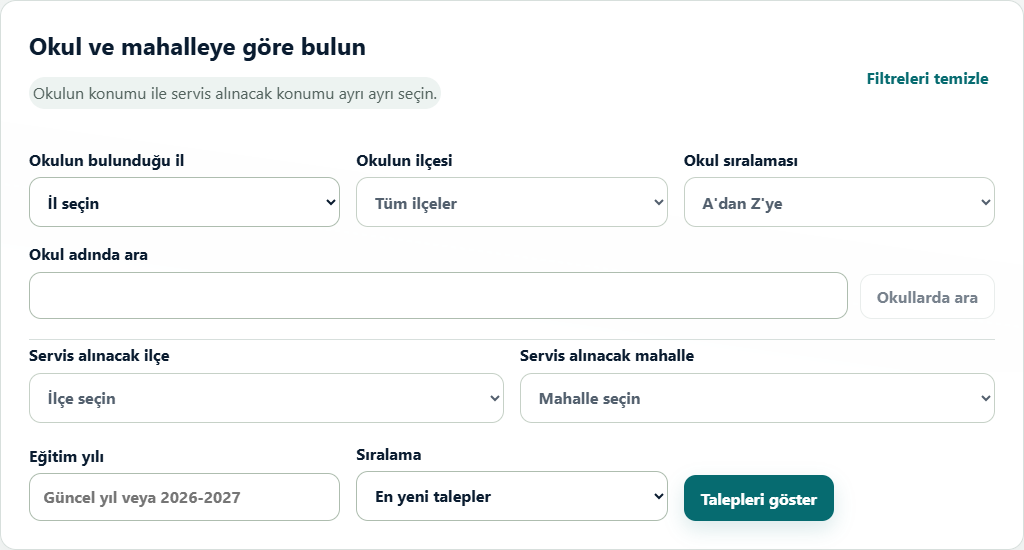 Okul ve mahalleye göre bulun
Okulun konumu ile servis alınacak konumu ayrı ayrı seçin.
Filtreleri temizle
Okulun bulunduğu il
Okulun ilçesi
Okul sıralaması
İl seçin
Tüm ilçeler
A'dan Z'ye
Okul adında ara
Okullarda ara
Servis alınacak ilçe
Servis alınacak mahalle
İlçe seçin
Mahalle seçin
Eğitim yılı
Sıralama
Güncel yıl veya 2026-2027
En yeni talepler
Talepleri göster